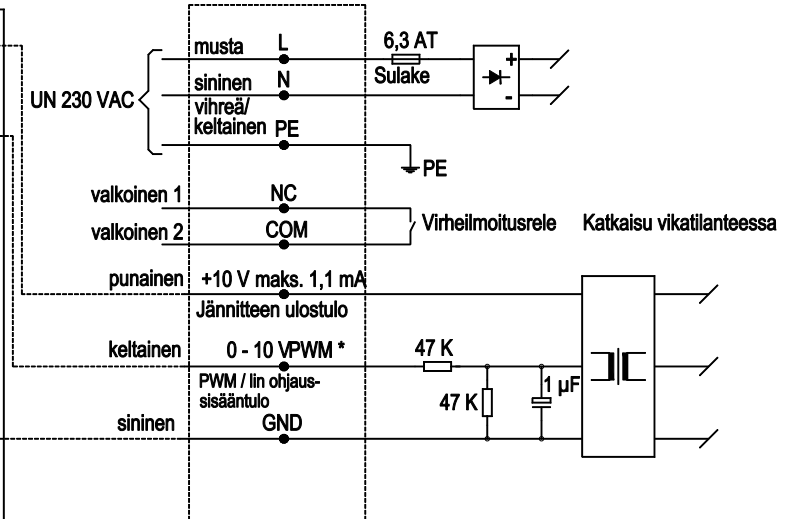 musta L 6,3 AT
Sulake
sininen N
UN 230 VAC
vihreä/
keltainen PE
+
-
PE
valkoinen 1 NC
valkoinen 2 COM
Virheilmoitusrele Katkaisu vikatilanteessa
punainen +10 V maks. 1,1 mA
Jännitteen ulostulo
keltainen 0 - 10 VPWM * 47 K
PWM / lin ohjaus-
sisääntulo
47 K 1 µF
sininen GND